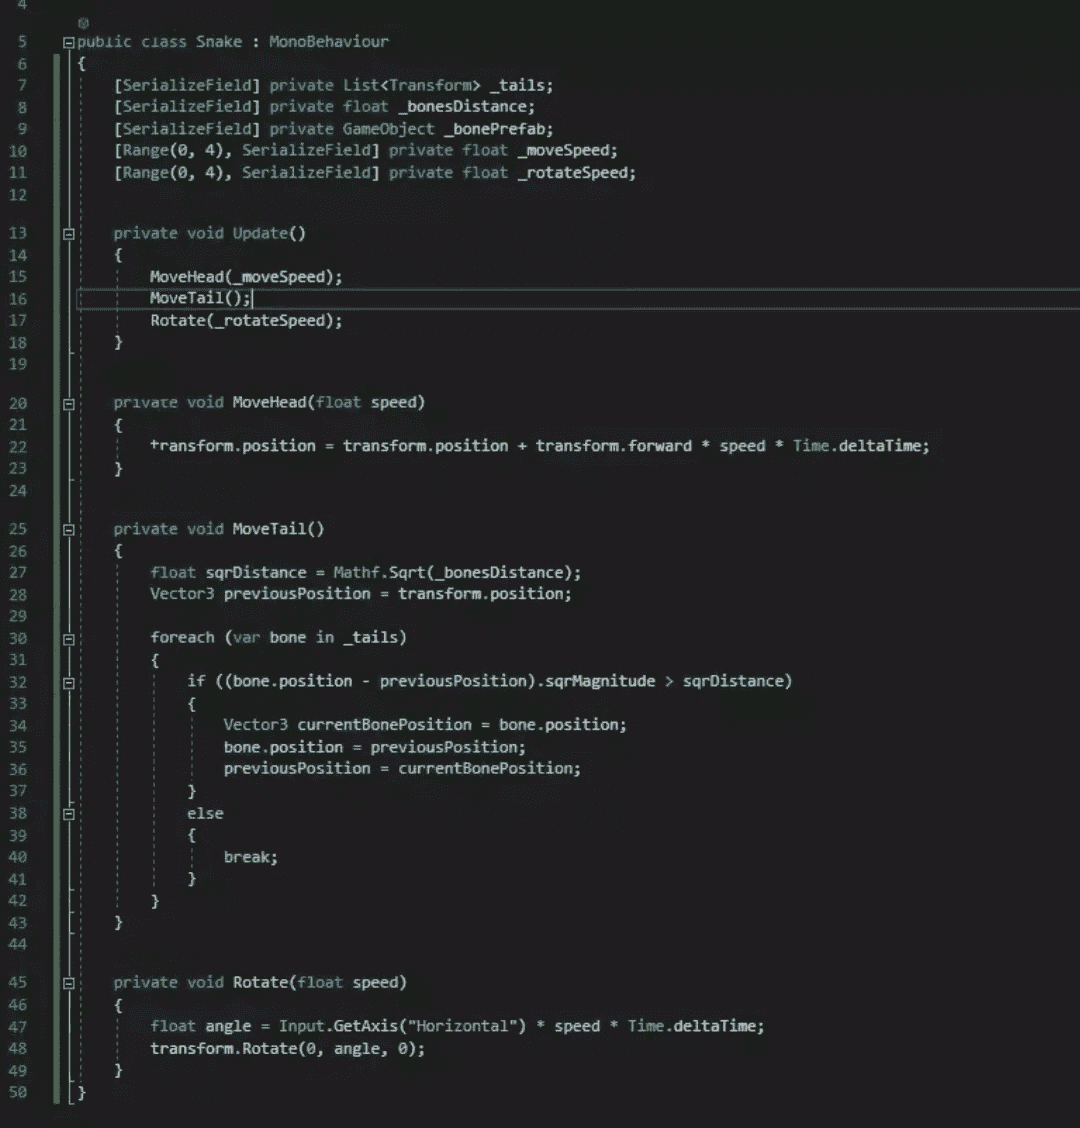 4
5 public class Snake : MonoBehaviour
6 {
7 [SerializeField] private List<Transform> _tails;
8 [SerializeField] private float _bonesDistance;
9 [SerializeField] private GameObject _bonePrefab;
10 [Range(0, 4), SerializeField] private float _moveSpeed;
11 [Range(0, 4), SerializeField] private float _rotateSpeed;
12
13 private void Update()
14 {
15 MoveHead(_moveSpeed);
16 MoveTail();
17 Rotate(_rotateSpeed);
18 }
19
20 private void MoveHead(float speed)
21 {
22 transform.position = transform.position + transform.forward * speed * Time.deltaTime;
23 }
24
25 private void MoveTail()
26 {
27 float sqrDistance = Mathf.Sqrt(_bonesDistance);
28 Vector3 previousPosition = transform.position;
29
30 foreach (var bone in _tails)
31 {
32 if ((bone.position - previousPosition).sqrMagnitude > sqrDistance)
33 {
34 Vector3 currentBonePosition = bone.position;
35 bone.position = previousPosition;
36 previousPosition = currentBonePosition;
37 }
38 else
39 {
40 break;
41 }
42 }
43 }
44
45 private void Rotate(float speed)
46 {
47 float angle = Input.GetAxis("Horizontal") * speed * Time.deltaTime;
48 transform.Rotate(0, angle, 0);
49 }
50 }